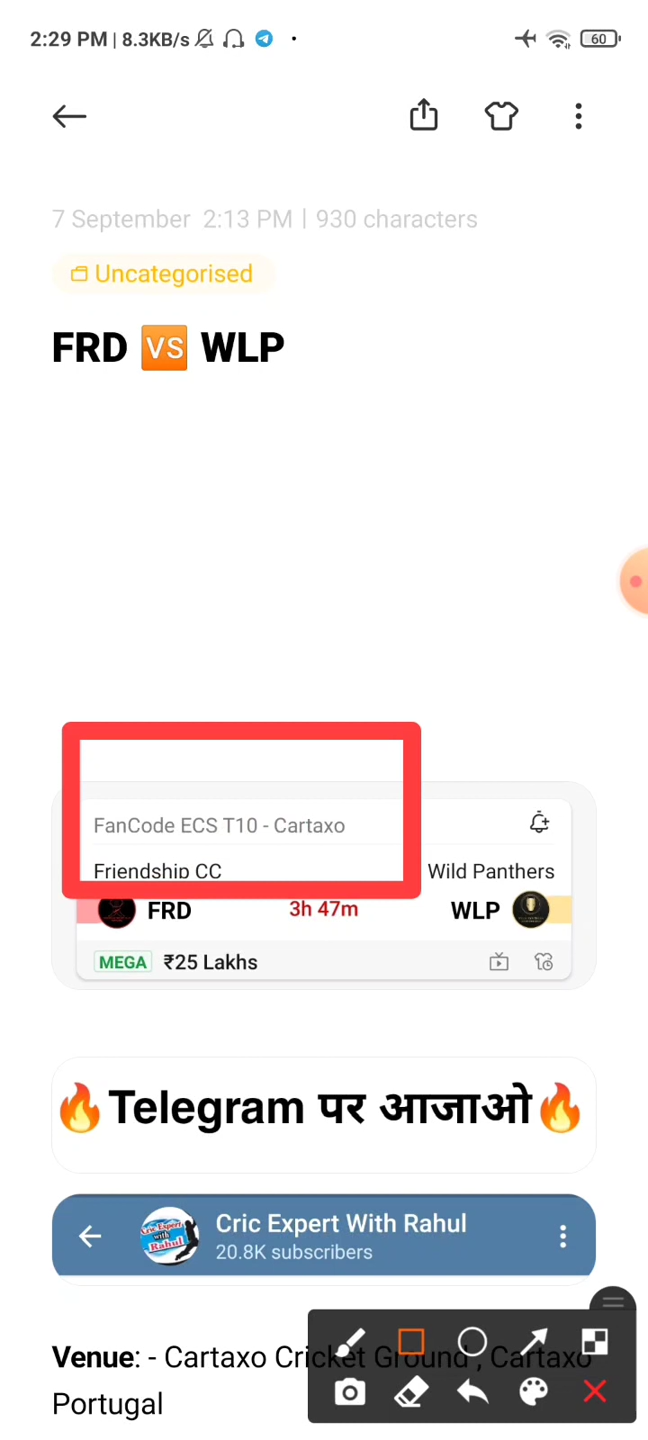 2:29 PM | 8.3KB/s 60
7 September 2:13 PM | 930 characters
Uncategorised
FRD 🆚 WLP
FanCode ECS T10 - Cartaxo
Friendship CC Wild Panthers
FRD 3h 47m WLP
MEGA ₹25 Lakhs
🔥Telegram पर आजाओ🔥
Cric Expert With Rahul
20.8K subscribers
Venue: - Cartaxo Cricket Ground , Cartaxo
Portugal